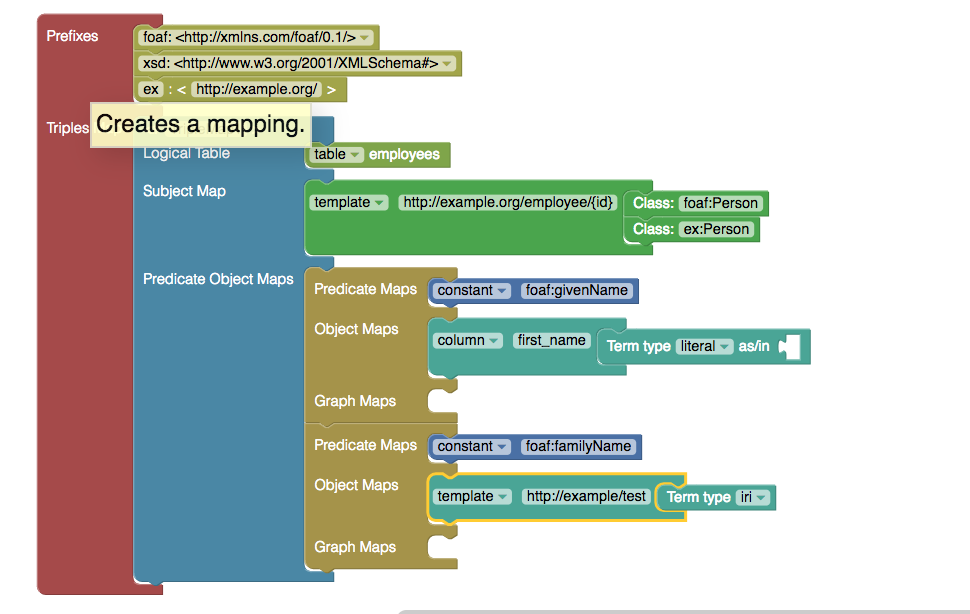 Prefixes
foaf: <http://xmlns.com/foaf/0.1/>
xsd: <http://www.w3.org/2001/XMLSchema#>
ex : < http://example.org/ >
Triples
Creates a mapping.
Logical Table table employees
Subject Map
template http://example.org/employee/{id} Class: foaf:Person
Class: ex:Person
Predicate Object Maps
Predicate Maps constant foaf:givenName
Object Maps
column first_name Term type literal as/in
Graph Maps
Predicate Maps constant foaf:familyName
Object Maps
template http://example/test Term type iri
Graph Maps